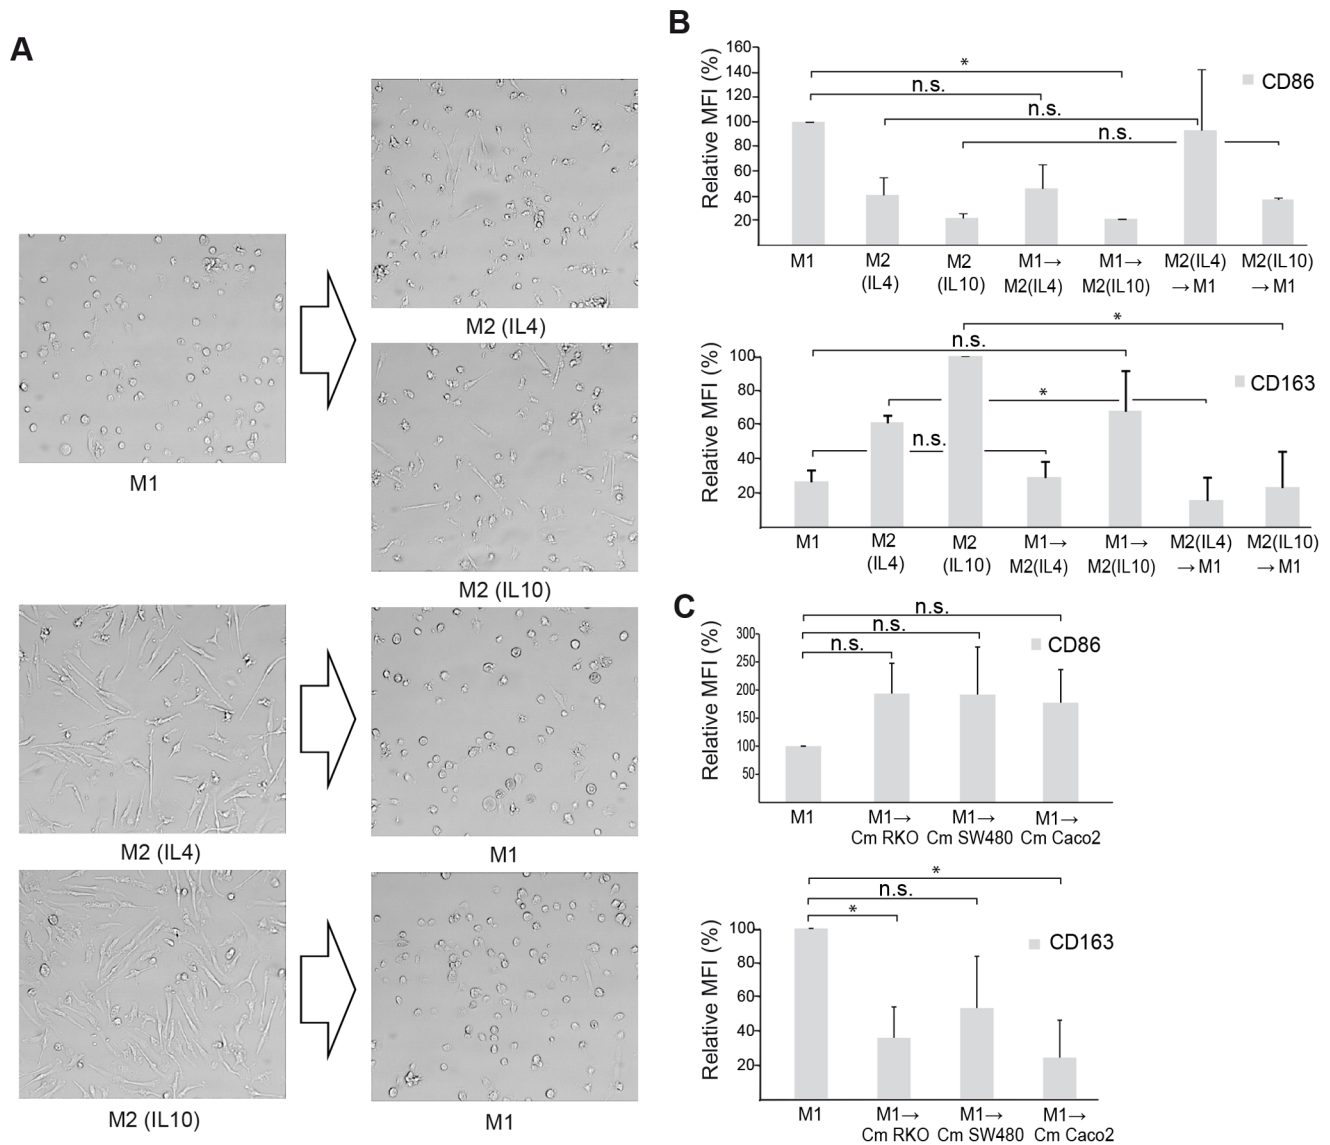 A
M1
M2 (IL4)
M2 (IL10)
M2 (IL4)
M1
M2 (IL10)
M1
B
Relative MFI (%)
160
140
120
100
80
60
40
20
*
n.s.
n.s.
n.s.
CD86
M1
M2
(IL4)
M2
(IL10)
M1→
M2(IL4)
M1→
M2(IL10)
M2(IL4)
→M1
M2(IL10)
→M1
Relative MFI (%)
100
80
60
40
20
*
n.s.
*
n.s.
CD163
M1
M2
(IL4)
M2
(IL10)
M1→
M2(IL4)
M1→
M2(IL10)
M2(IL4)
→M1
M2(IL10)
→M1
C
Relative MFI (%)
300
250
200
150
100
50
n.s.
n.s.
n.s.
CD86
M1
M1→
Cm RKO
M1→
Cm SW480
M1→
Cm Caco2
Relative MFI (%)
100
80
60
40
20
*
n.s.
*
CD163
M1
M1→
Cm RKO
M1→
Cm SW480
M1→
Cm Caco2